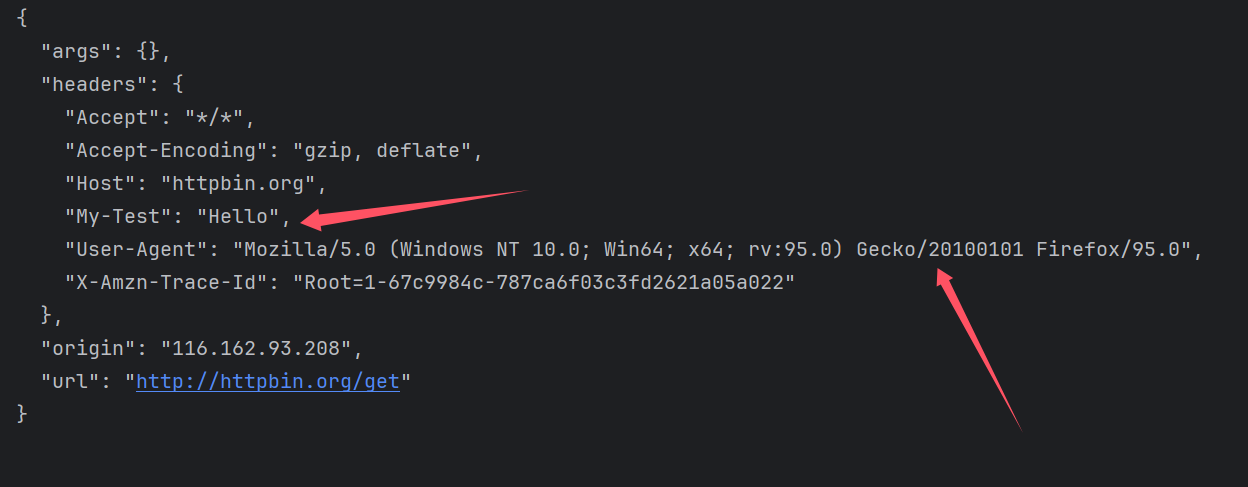 {
  "args": {},
  "headers": {
    "Accept": "*/*",
    "Accept-Encoding": "gzip, deflate",
    "Host": "httpbin.org",
    "My-Test": "Hello",
    "User-Agent": "Mozilla/5.0 (Windows NT 10.0; Win64; x64; rv:95.0) Gecko/20100101 Firefox/95.0",
    "X-Amzn-Trace-Id": "Root=1-67c9984c-787ca6f03c3fd2621a05a022"
  },
  "origin": "116.162.93.208",
  "url": "http://httpbin.org/get"
}